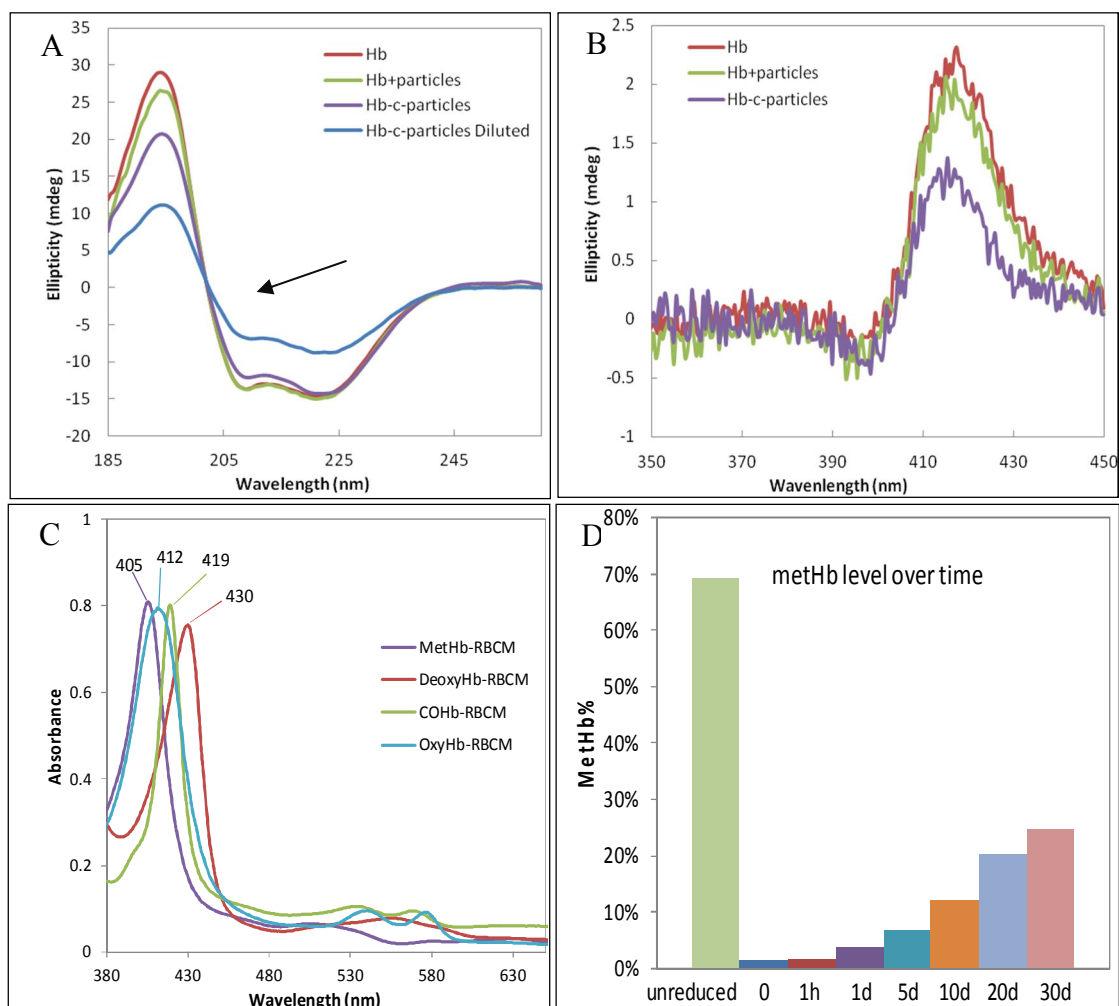 A
35
30
25
20
15
10
5
0
-5
-10
-15
-20
Ellipticity (mdeg)
Hb
Hb+particles
Hb-c-particles
Hb-c-particles Diluted
185 205 225 245
Wavelength (nm)
B
2.5
2
1.5
1
0.5
0
-0.5
-1
Ellipticity (mdeg )
Hb
Hb+particles
Hb-c-particles
350 370 390 410 430 450
Wavenlength (nm)
C
1
0.8
0.6
0.4
0.2
0
Absorbance
405 412 419
430
MetHb-RBCM
DeoxyHb-RBCM
COHb-RBCM
OxyHb-RBCM
380 430 480 530 580 630
Wavelength (nm)
D
80%
70%
60%
50%
40%
30%
20%
10%
0%
MetHb%
metHb level over time
unreduced 0 1h 1d 5d 10d 20d 30d